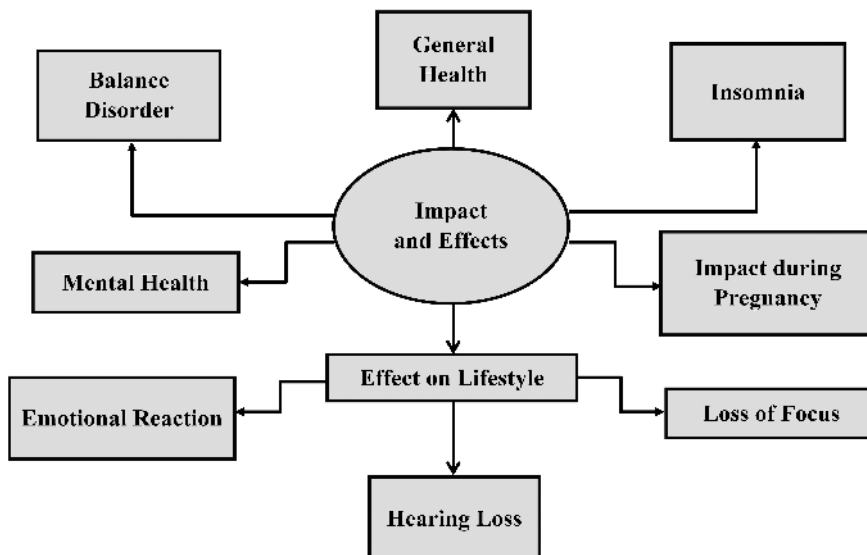 General
Health
Balance
Disorder
Insomnia
Impact
and Effects
Mental Health
Impact during
Pregnancy
Effect on Lifestyle
Emotional Reaction
Loss of Focus
Hearing Loss